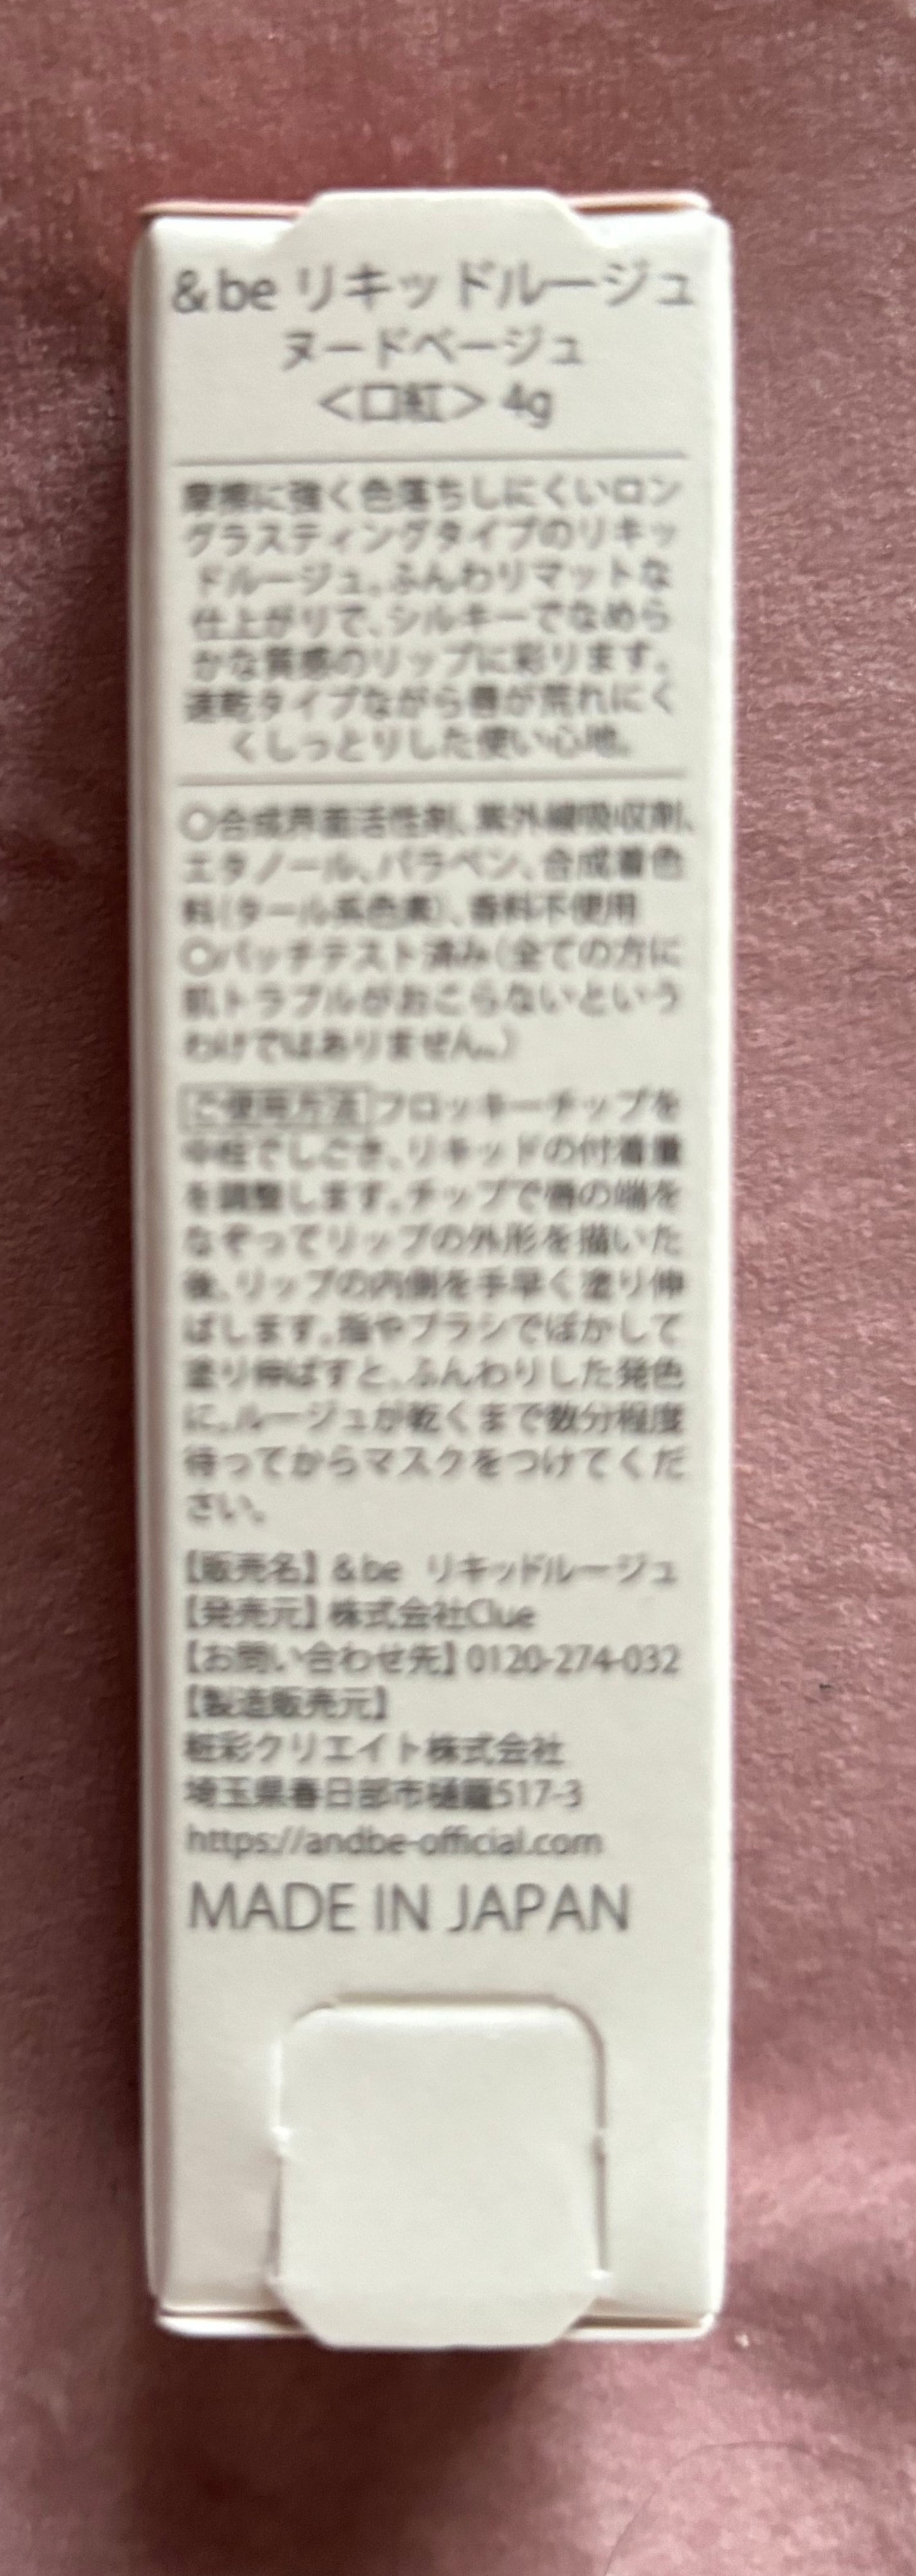 &be リキッドルージュ
ヌードベージュ
＜口紅＞ 4g
摩擦に強く色落ちしにくいロン
グラスティングタイプのリキッ
ドルージュ。ふんわりマットな
仕上がりで、シルキーでなめら
かな質感のリップに彩ります。
速乾タイプながら唇が荒れにく
くしっとりした使い心地。
○合成界面活性剤、紫外線吸収剤、
エタノール、パラベン、合成着色
料（タール系色素）、香料不使用
○パッチテスト済み（全ての方に
肌トラブルがおこらないという
わけではありません。）
ご使用方法 フロッキーチップを
中栓でしごき、リキッドの付着量
を調整します。チップで唇の端を
なぞってリップの外形を描いた
後、リップの内側を手早く塗り伸
ばします。指やブラシでぼかして
塗り伸ばすと、ふんわりした発色
に。ルージュが乾くまで数分程度
待ってからマスクをつけてくだ
さい。
【販売名】 &be リキッドルージュ
【発売元】 株式会社Clue
【お問い合わせ先】 0120-274-032
【製造販売元】
粧彩クリエイト株式会社
埼玉県春日部市樋籠517-3
https://andbe-official.com
MADE IN JAPAN